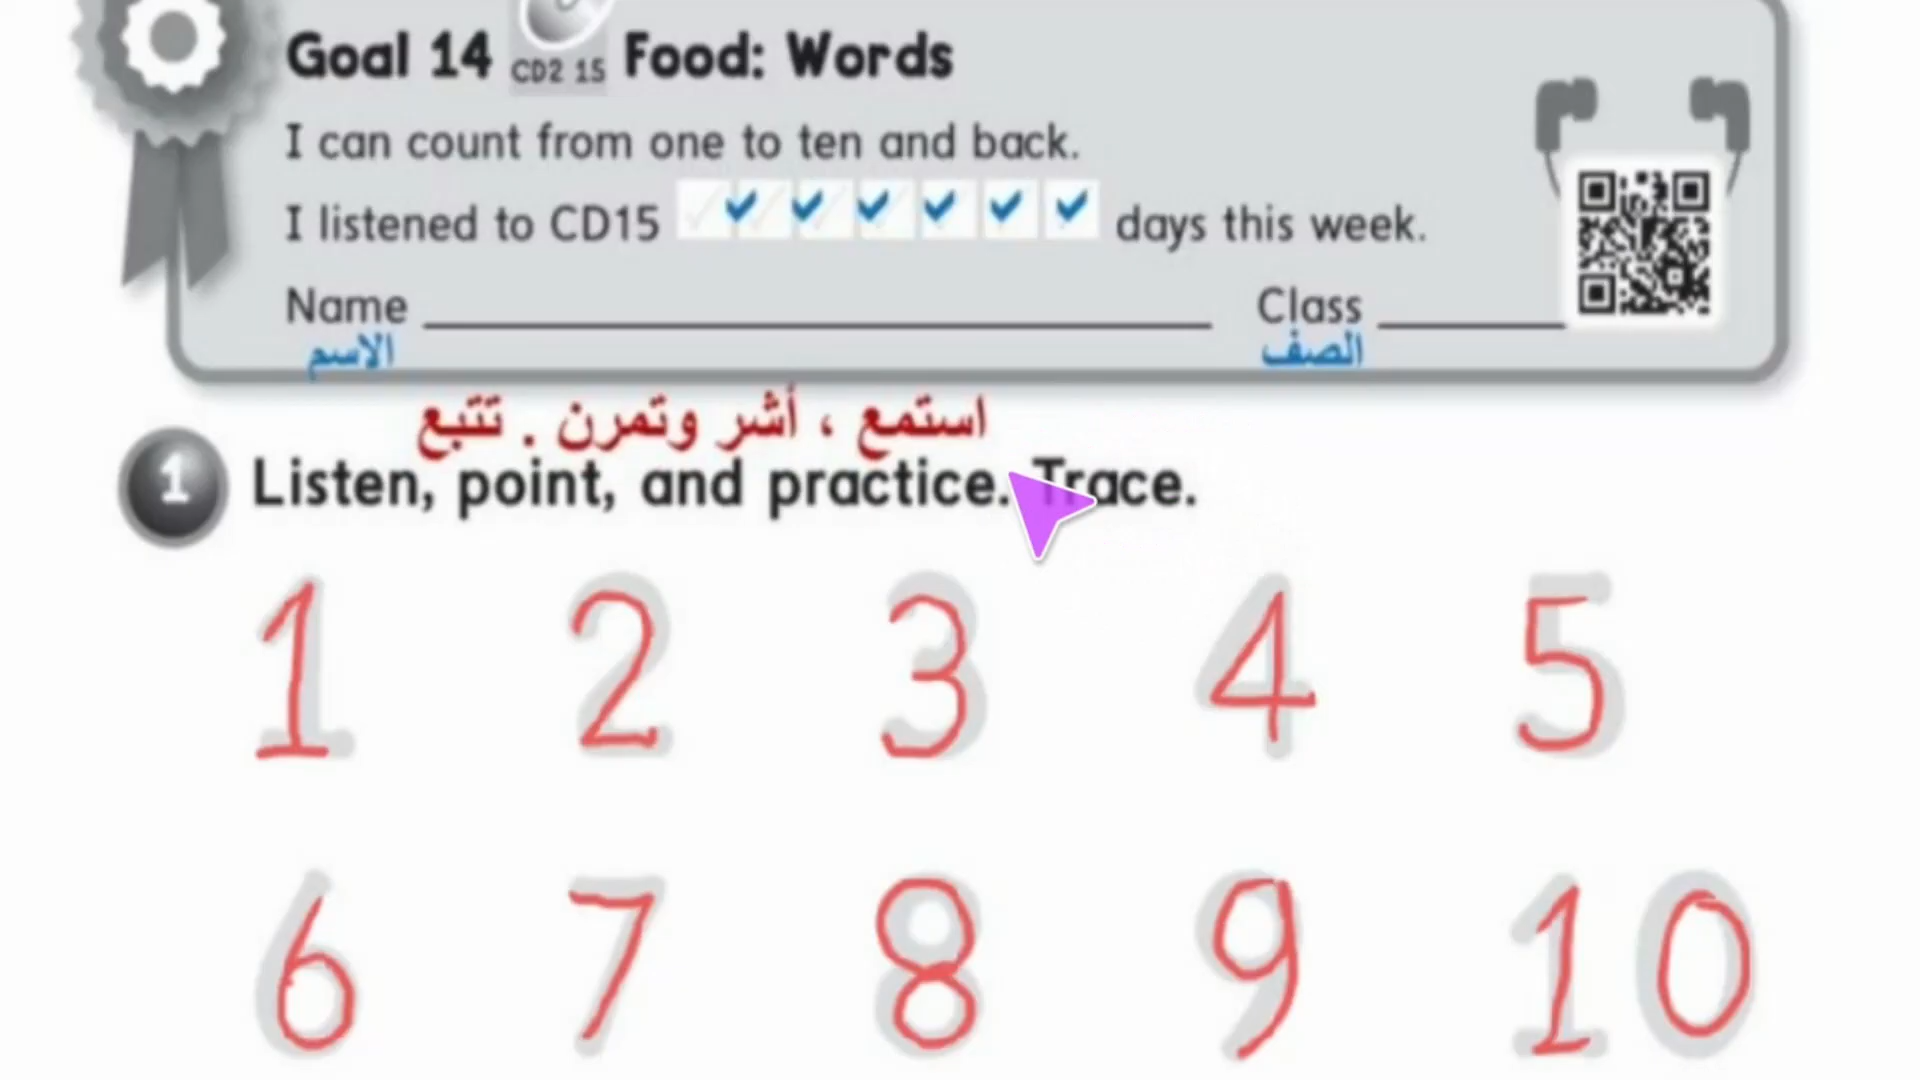 Goal 14 CD2 15 Food: Words
I can count from one to ten and back.
I listened to CD15 ✓ ✓ ✓ ✓ ✓ ✓ ✓ days this week.
Name Class
الاسم الصف
استمع ، أشر وتمرن . تتبع
1 Listen, point, and practice. Trace.
1 2 3 4 5
6 7 8 9 10